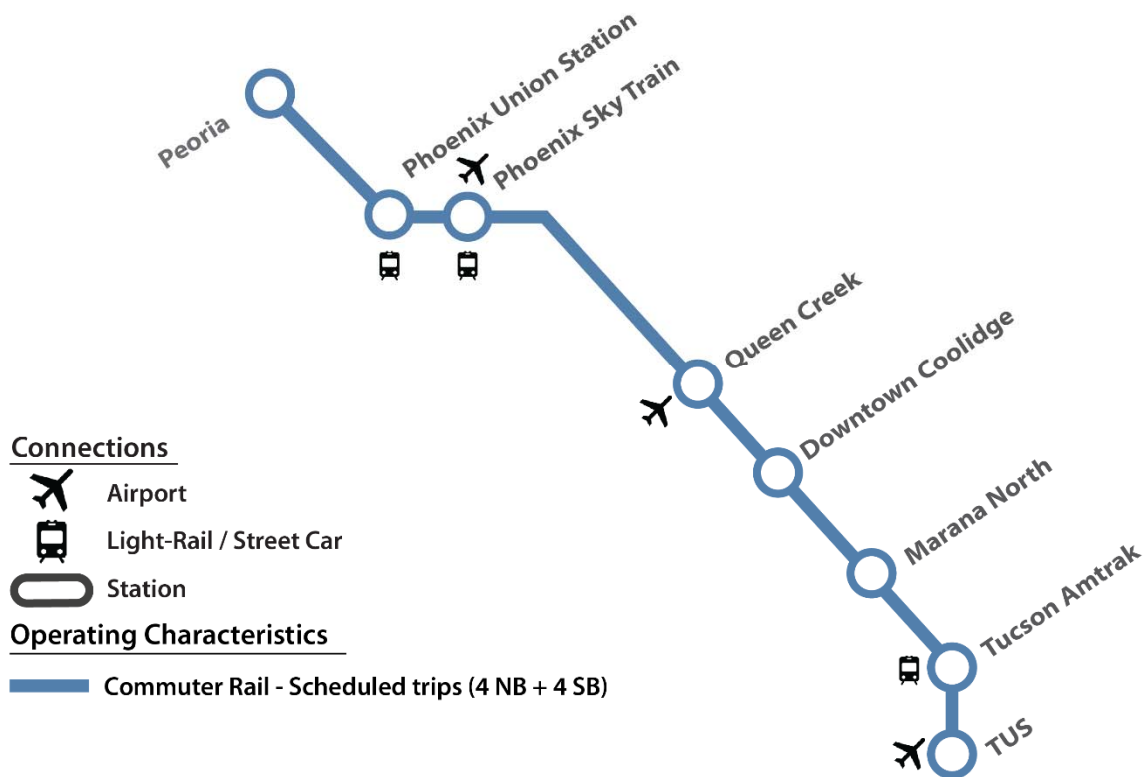 Phoenix Union Station
Phoenix Sky Train
Peoria
Queen Creek
Downtown Coolidge
Marana North
Tucson Amtrak
TUS
Connections
Airport
Light-Rail / Street Car
Station
Operating Characteristics
Commuter Rail - Scheduled trips (4 NB + 4 SB)